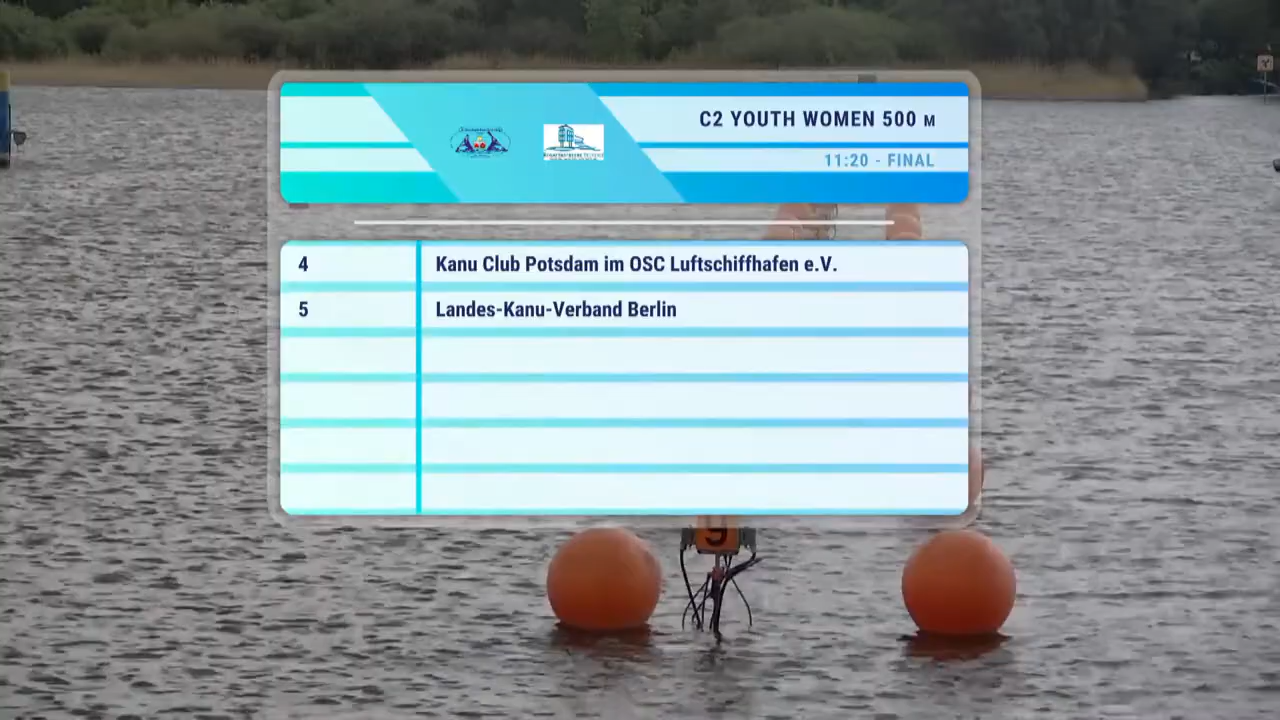 C2 YOUTH WOMEN 500 M
11:20 - FINAL
4 Kanu Club Potsdam im OSC Luftschiffhafen e.V.
5 Landes-Kanu-Verband Berlin
9